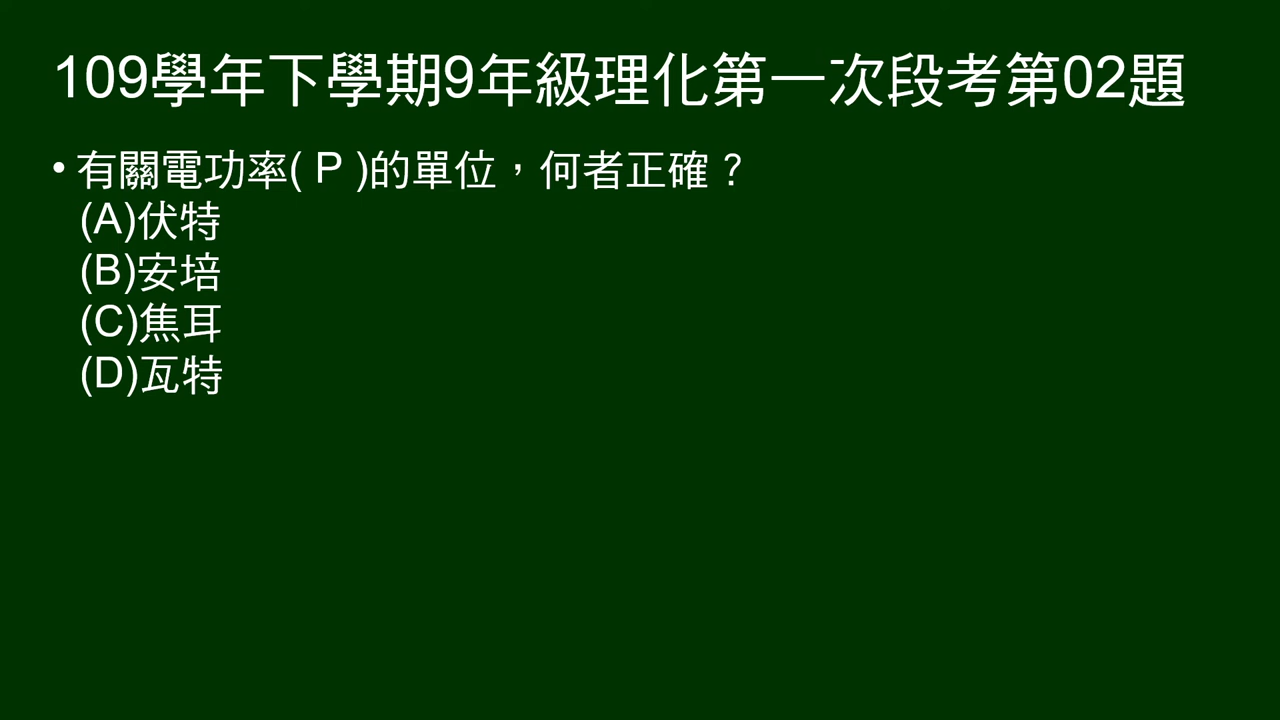 109學年下學期9年級理化第一次段考第02題
• 有關電功率( P )的單位，何者正確？
(A)伏特
(B)安培
(C)焦耳
(D)瓦特